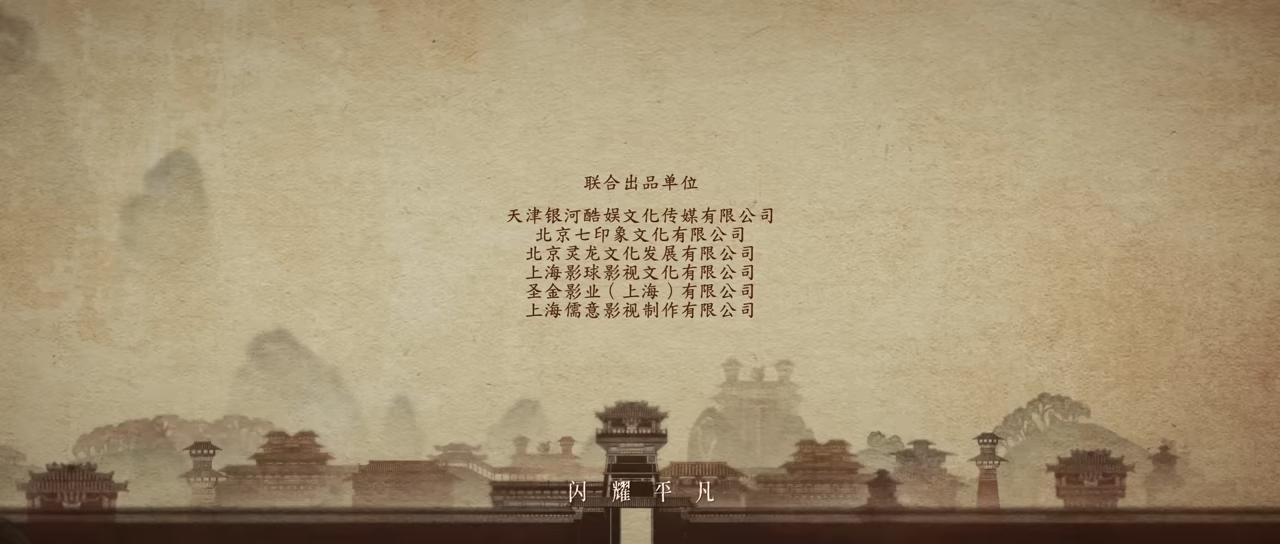 联合出品单位
天津银河酷娱文化传媒有限公司
北京七印象文化有限公司
北京灵龙文化发展有限公司
上海影球影视文化有限公司
圣金影业（上海）有限公司
上海儒意影视制作有限公司
闪耀平凡